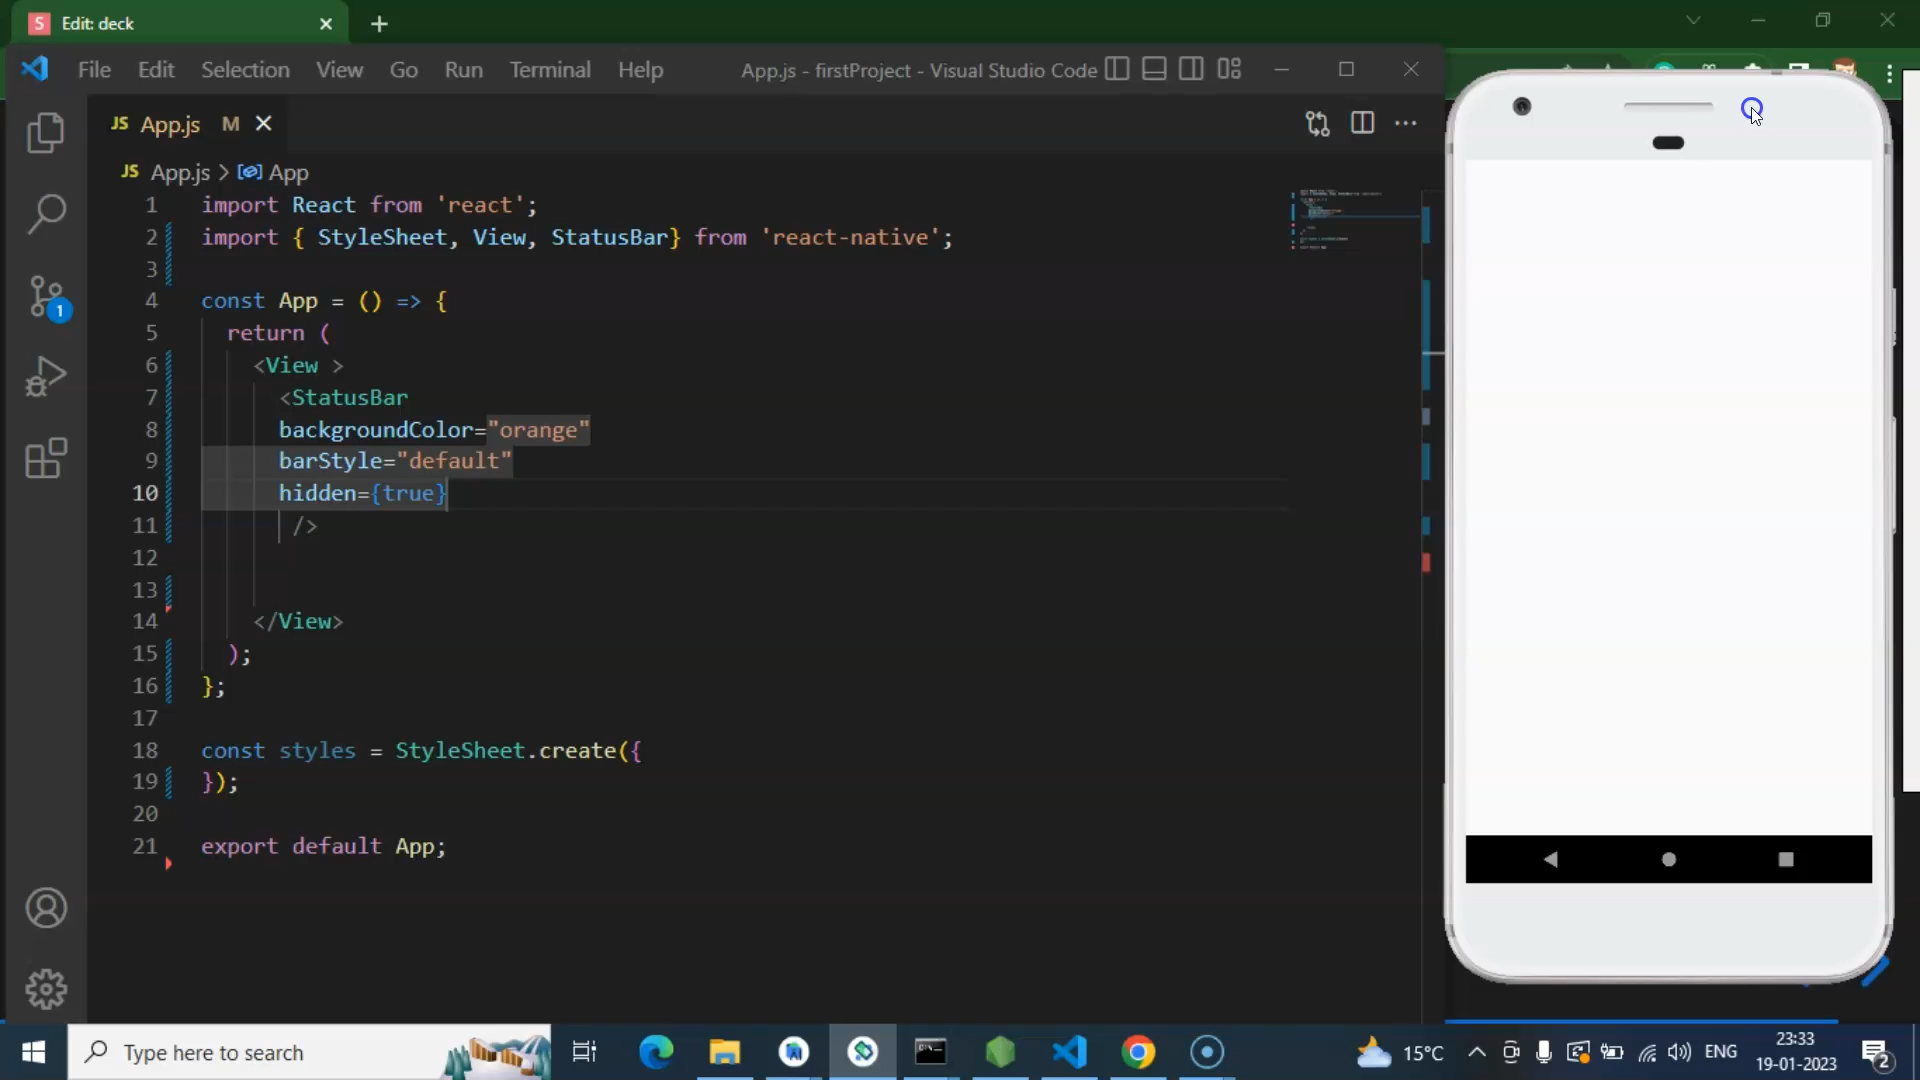 S Edit: deck
File Edit Selection View Go Run Terminal Help
App.js - firstProject - Visual Studio Code
JS App.js M
JS App.js > App
1 import React from 'react';
2 import { StyleSheet, View, StatusBar} from 'react-native';
3
4 const App = () => {
5 return (
6 <View >
7 <StatusBar
8 backgroundColor="orange"
9 barStyle="default"
10 hidden={true}
11 />
12
13
14 </View>
15 );
16 };
17
18 const styles = StyleSheet.create({
19 });
20
21 export default App;
1
Type here to search
15°C
ENG
23:33
19-01-2023
2